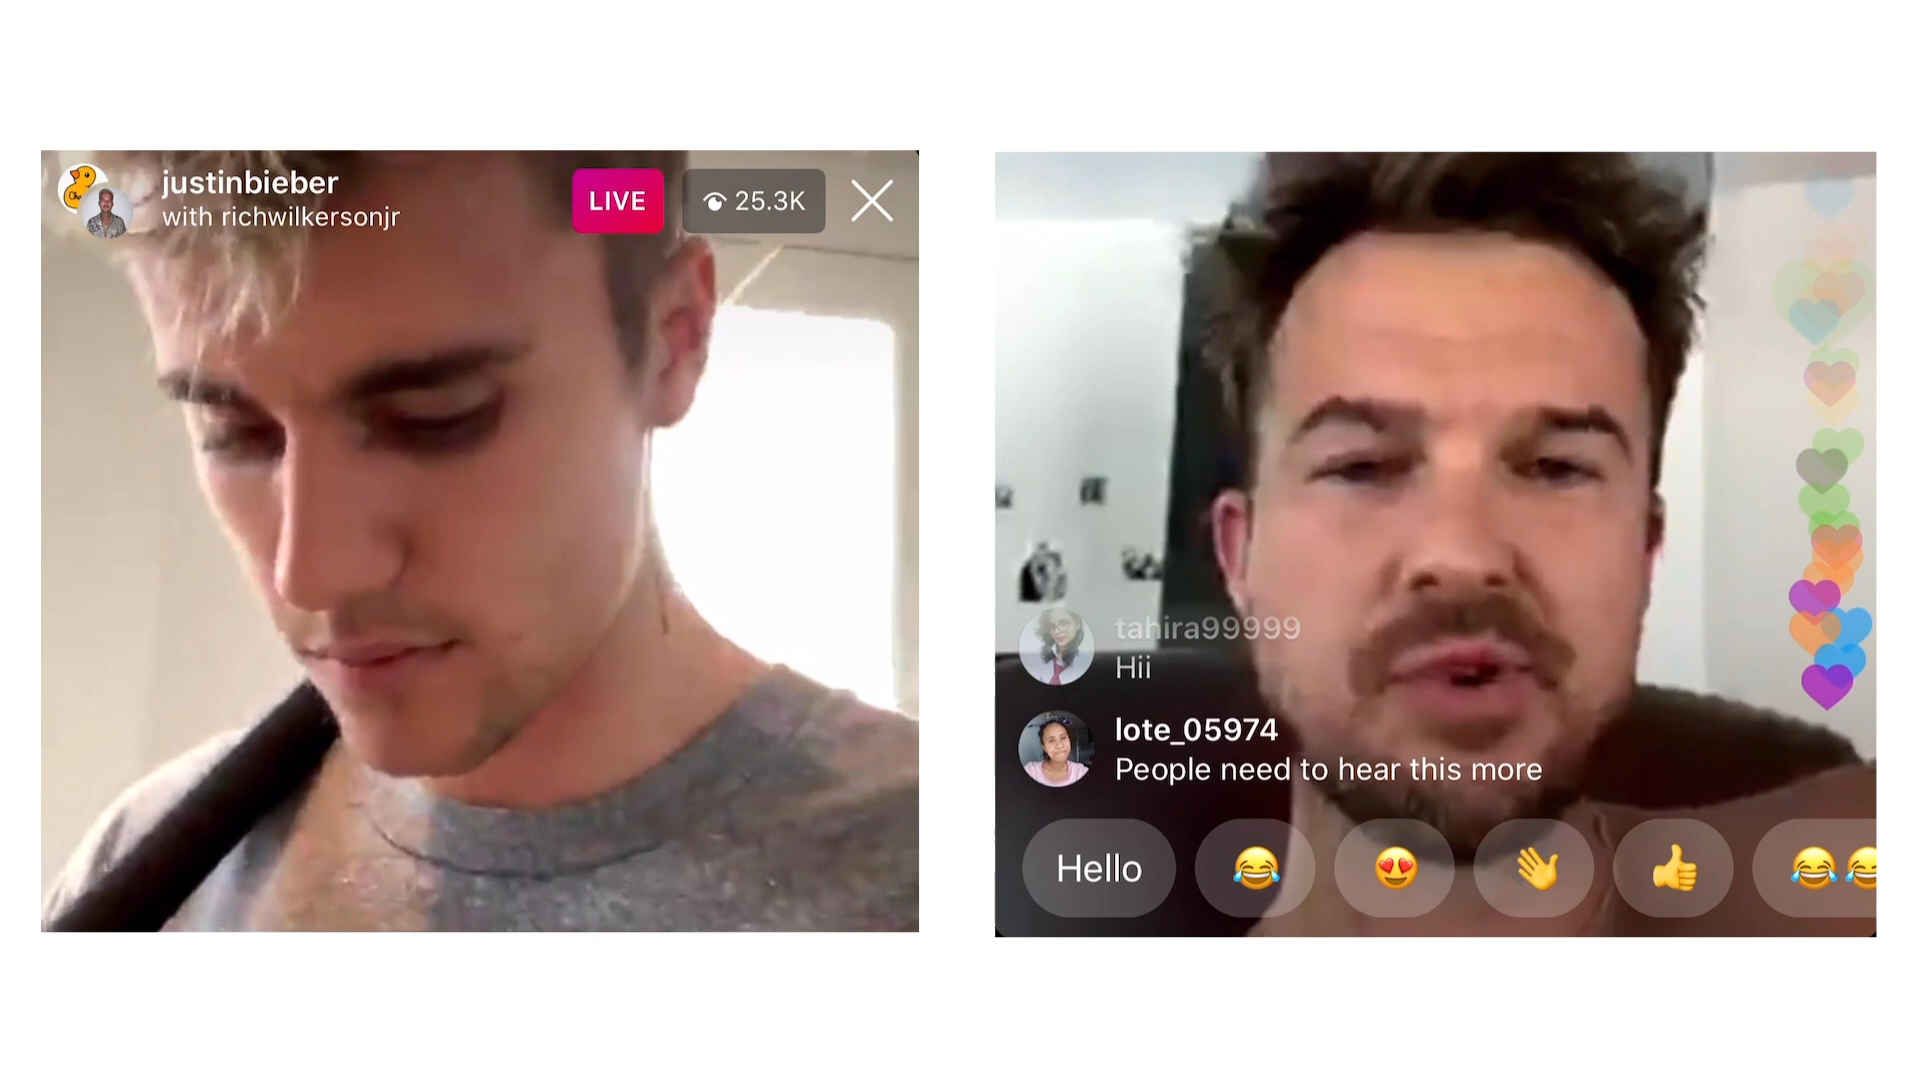 justinbieber
with richwilkersonjr
LIVE
25.3K
tahira99999
Hii
lote_05974
People need to hear this more
Hello